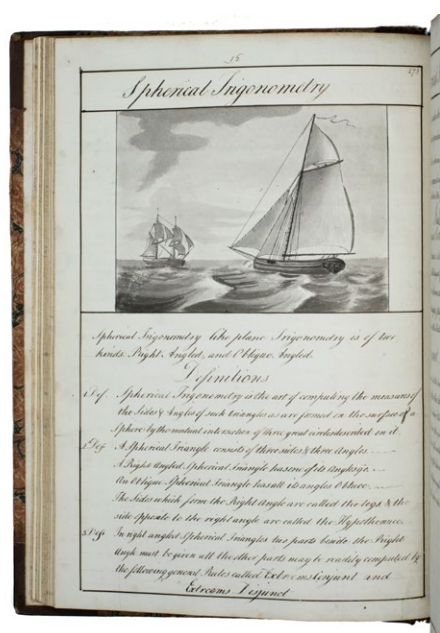 15
271
Spherical Trigonometry
Spherical Trigonometry like plane Trigonometry is of two
kinds. Right Angled, and Oblique Angled.
Definitions
1 Def. Spherical Trigonometry is the art of computing the measures of
the Sides & Angles of such triangles as are formed on the surface of a
Sphere by the mutual intersection of three great circles described on it.
2 Def. A Spherical Triangle consists of three sides & three Angles.
A Right Angled Spherical Triangle has one of its Angles 90.
An Oblique Spherical Triangle has all its angles Oblique.
The Sides which form the Right Angle are called the legs & the
side opposite to the right angle are called the Hypothenuse.
3 Def. In right angled Spherical Triangles two parts beside the Right
Angle must be given all the other parts may be readily computed by
the following general Rules called Extreems Conjunct and
Extreams Disjunct